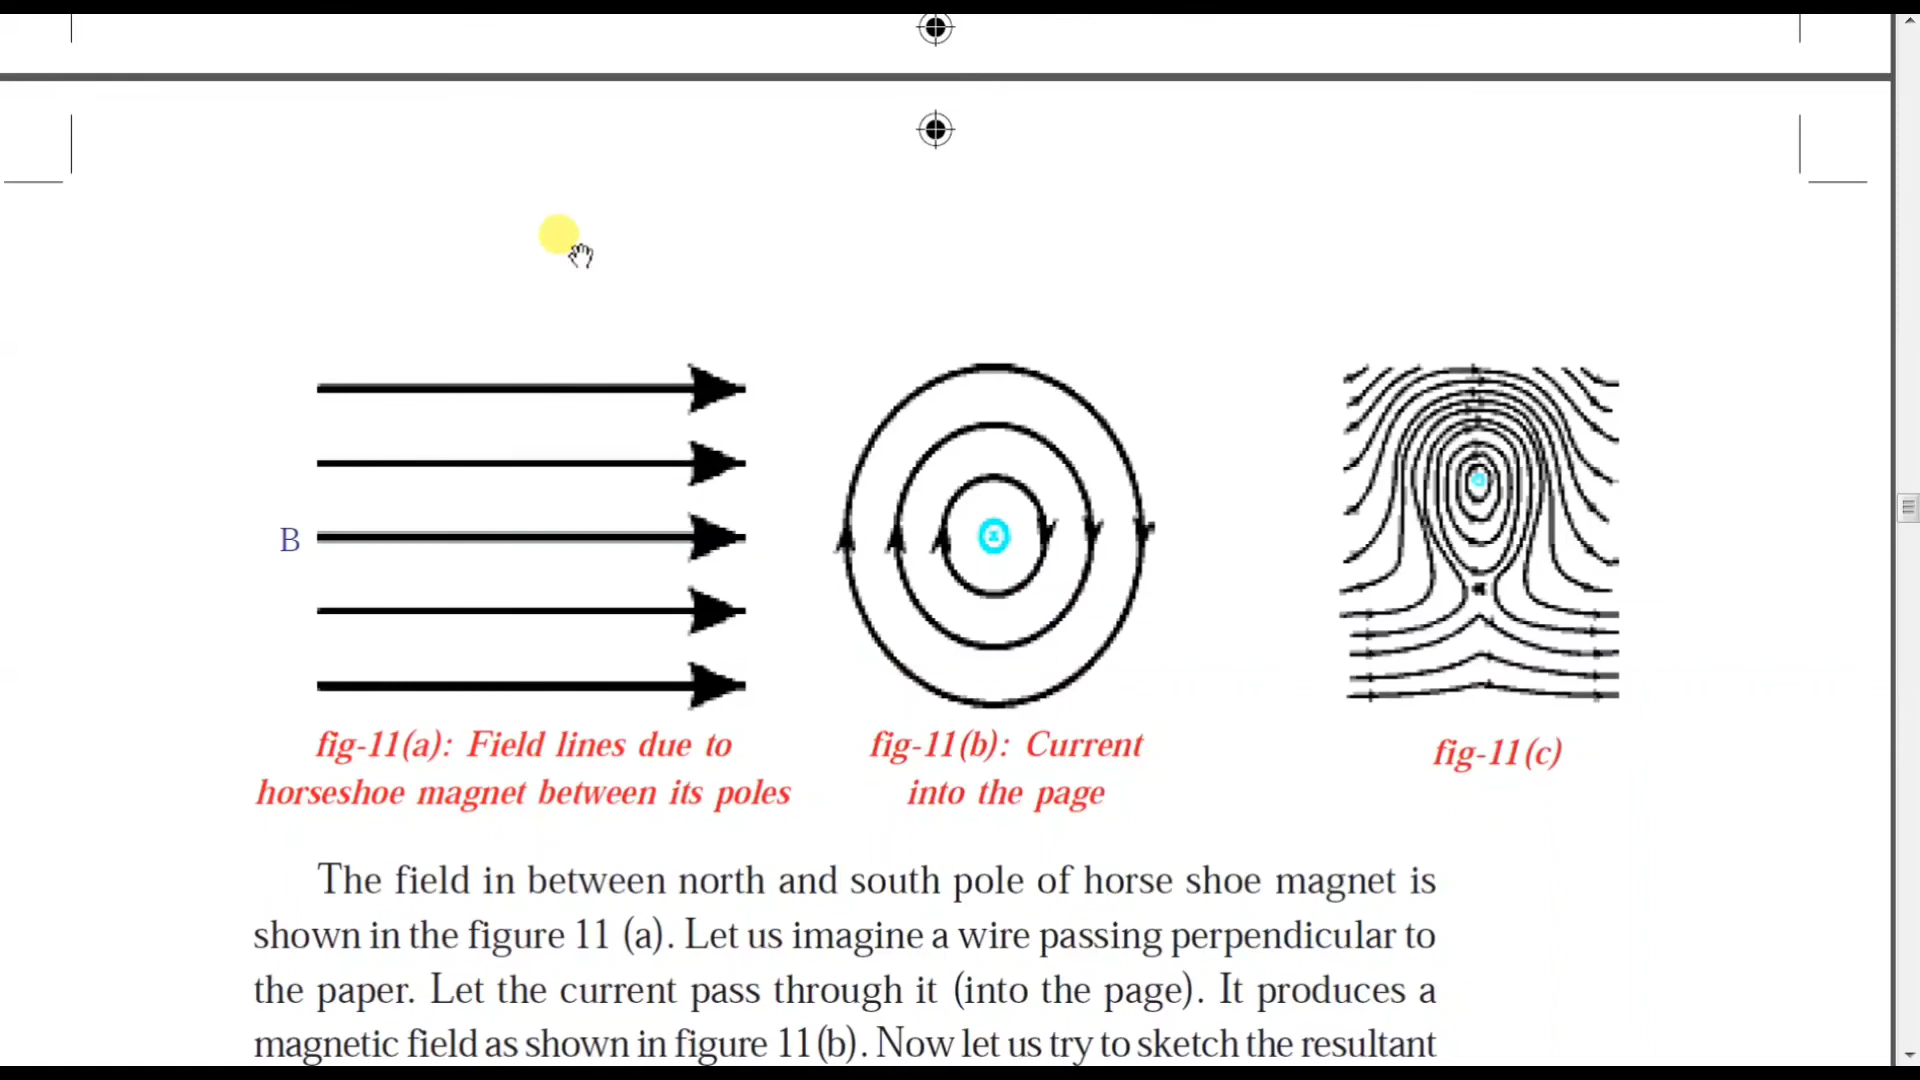 B
fig-11(a): Field lines due to
horseshoe magnet between its poles
fig-11(b): Current
into the page
fig-11(c)
The field in between north and south pole of horse shoe magnet is
shown in the figure 11 (a). Let us imagine a wire passing perpendicular to
the paper. Let the current pass through it (into the page). It produces a
magnetic field as shown in figure 11(b). Now let us try to sketch the resultant